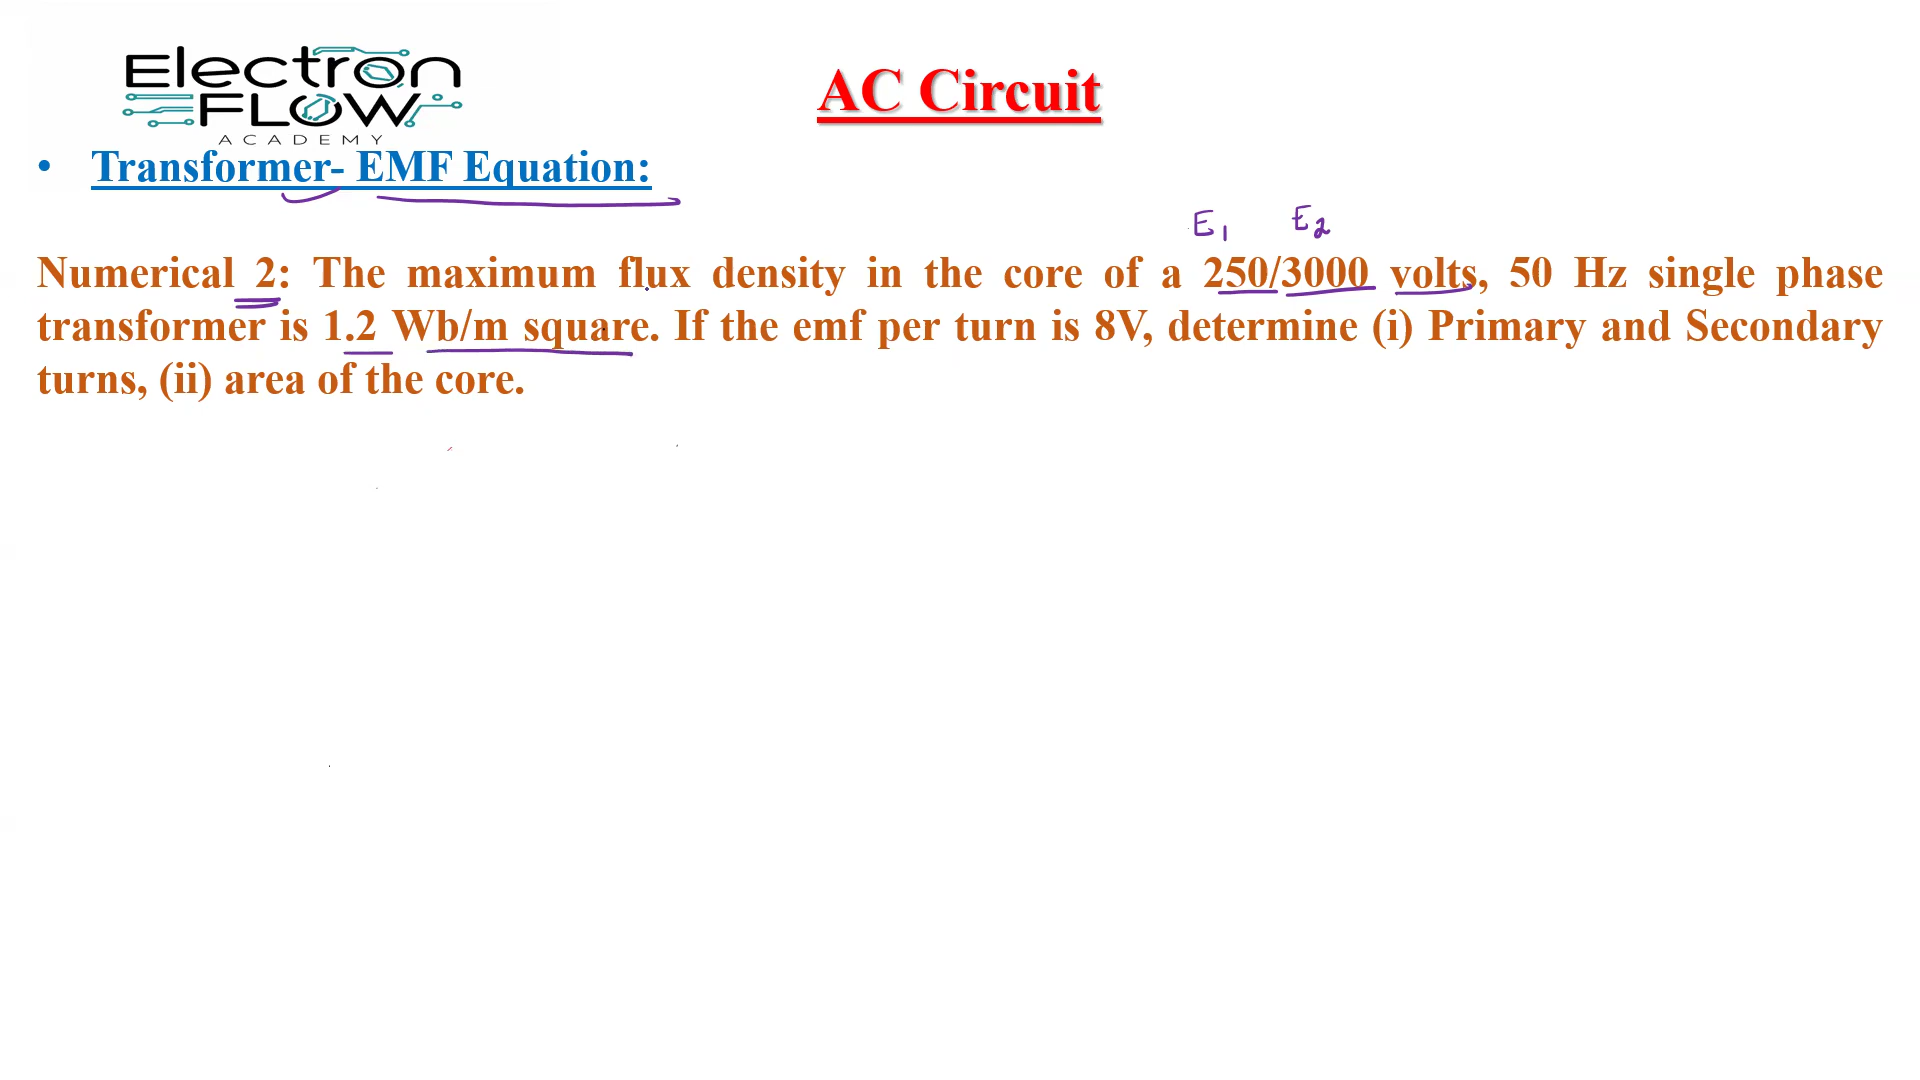 Electron
FLOW
ACADEMY
AC Circuit
• Transformer- EMF Equation:
E1 E2
Numerical 2: The maximum flux density in the core of a 250/3000 volts, 50 Hz single phase
transformer is 1.2 Wb/m square. If the emf per turn is 8V, determine (i) Primary and Secondary
turns, (ii) area of the core.